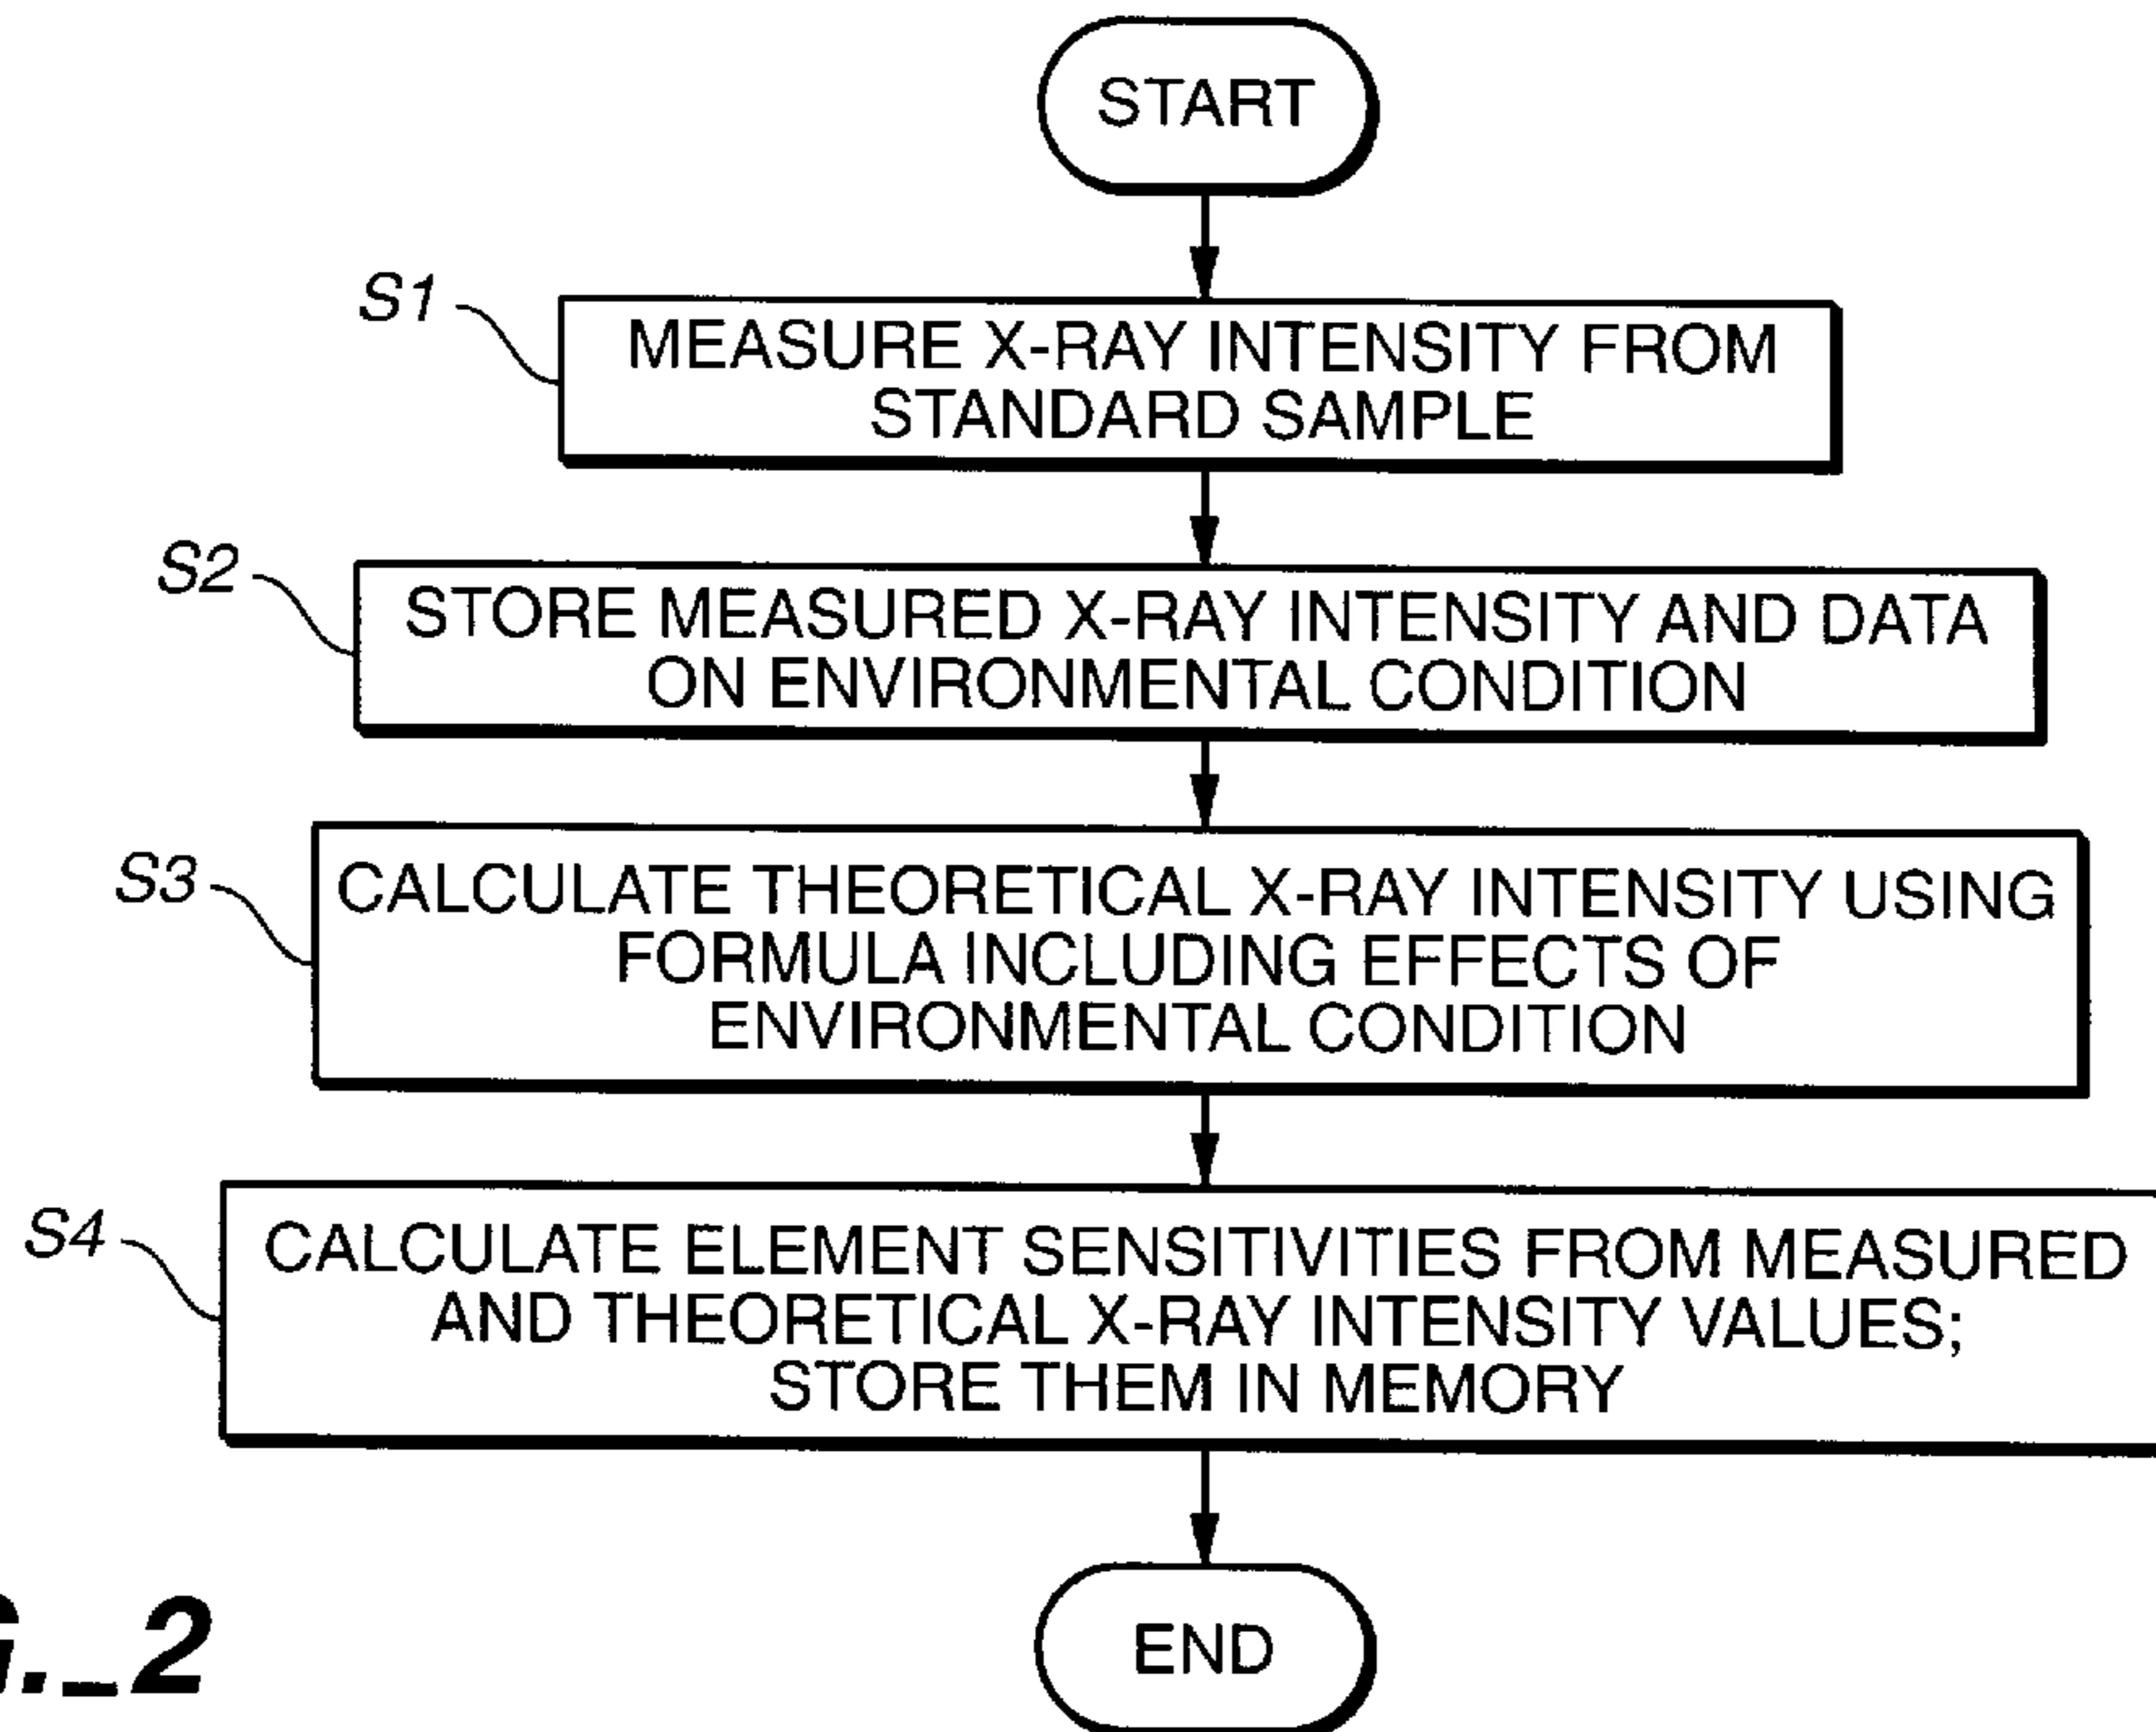 START
S1
MEASURE X-RAY INTENSITY FROM
STANDARD SAMPLE
S2
STORE MEASURED X-RAY INTENSITY AND DATA
ON ENVIRONMENTAL CONDITION
S3
CALCULATE THEORETICAL X-RAY INTENSITY USING
FORMULA INCLUDING EFFECTS OF
ENVIRONMENTAL CONDITION
S4
CALCULATE ELEMENT SENSITIVITIES FROM MEASURED
AND THEORETICAL X-RAY INTENSITY VALUES;
STORE THEM IN MEMORY
END
G._2